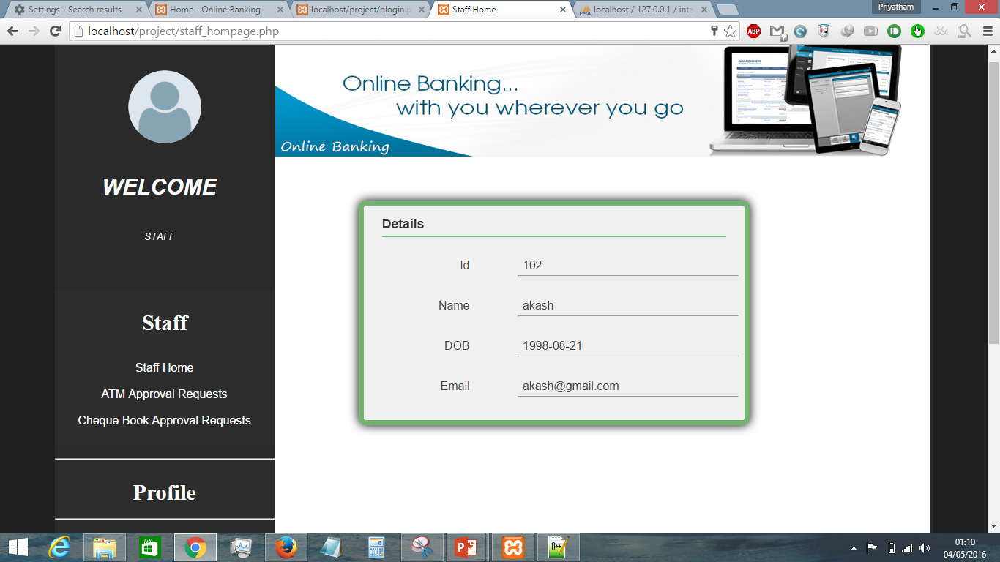 Settings - Search results
Home - Online Banking
localhost/project/plogin.p
Staff Home
localhost / 127.0.0.1 / inte
Priyatham
localhost/project/staff_hompage.php
ABP
Online Banking...
with you wherever you go
Online Banking
WELCOME
STAFF
Staff
Staff Home
ATM Approval Requests
Cheque Book Approval Requests
Profile
Details
Id 102
Name akash
DOB 1998-08-21
Email akash@gmail.com
01:10
04/05/2016